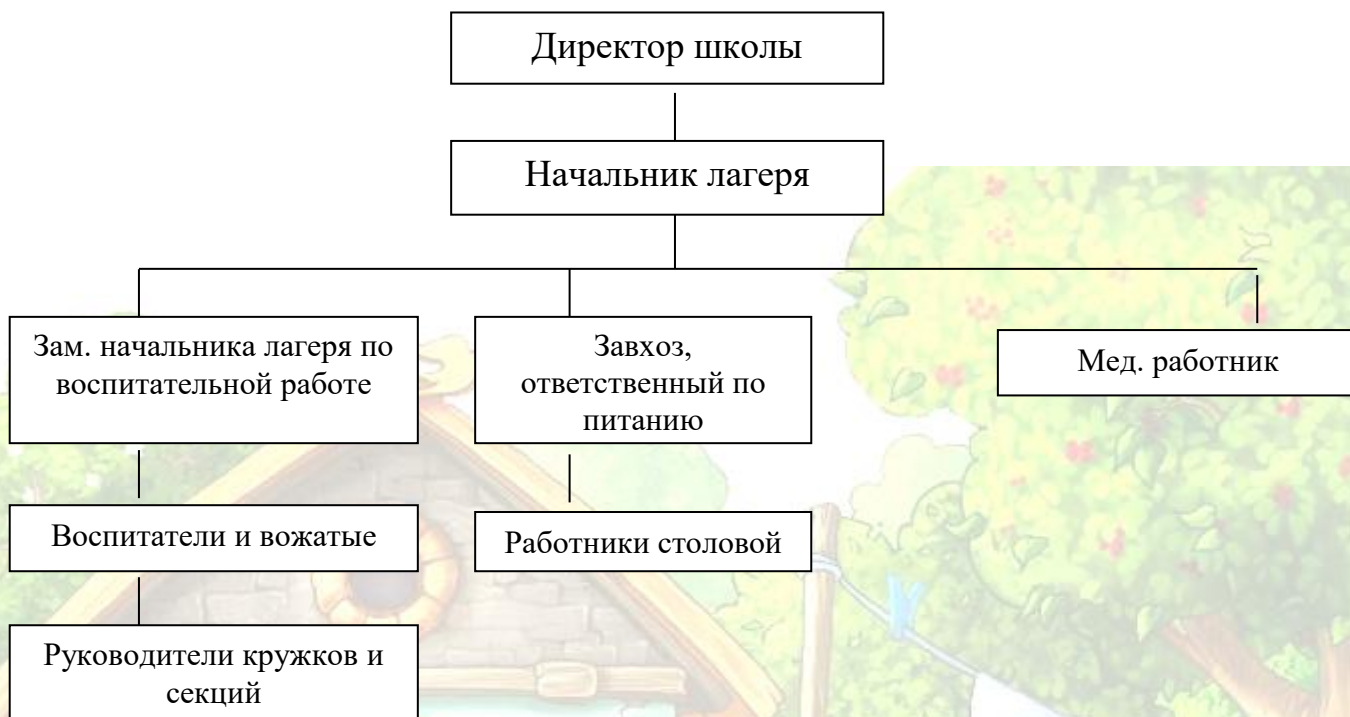 Директор школы
Начальник лагеря
Зам. начальника лагеря по
воспитательной работе
Завхоз,
ответственный по
питанию
Мед. работник
Воспитатели и вожатые
Работники столовой
Руководители кружков и
секций